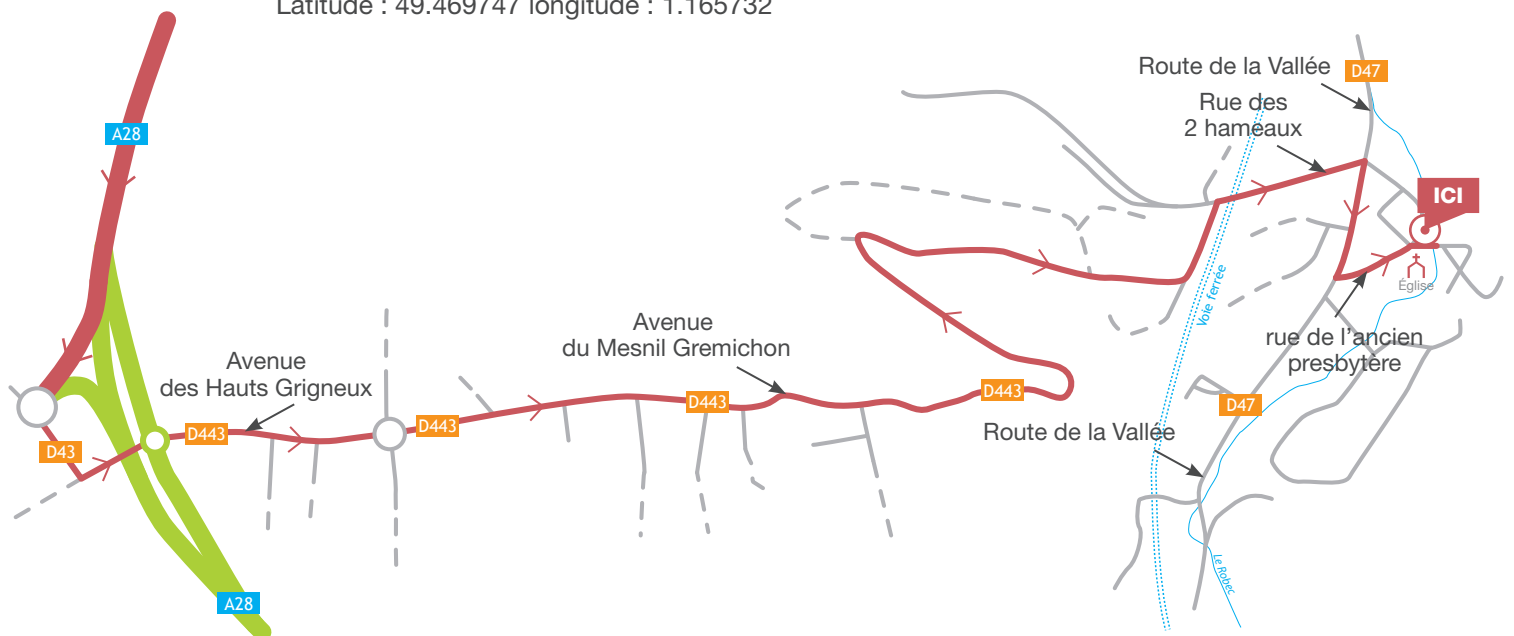 Latitude : 49.469747 longitude : 1.165732
A28
Route de la Vallée
D47
Rue des
2 hameaux
ICI
Voie ferrée
Église
Avenue
des Hauts Grigneux
Avenue
du Mesnil Gremichon
rue de l'ancien
presbytère
D43
D443
D443
D443
D443
D47
Route de la Vallée
Le Robec
A28